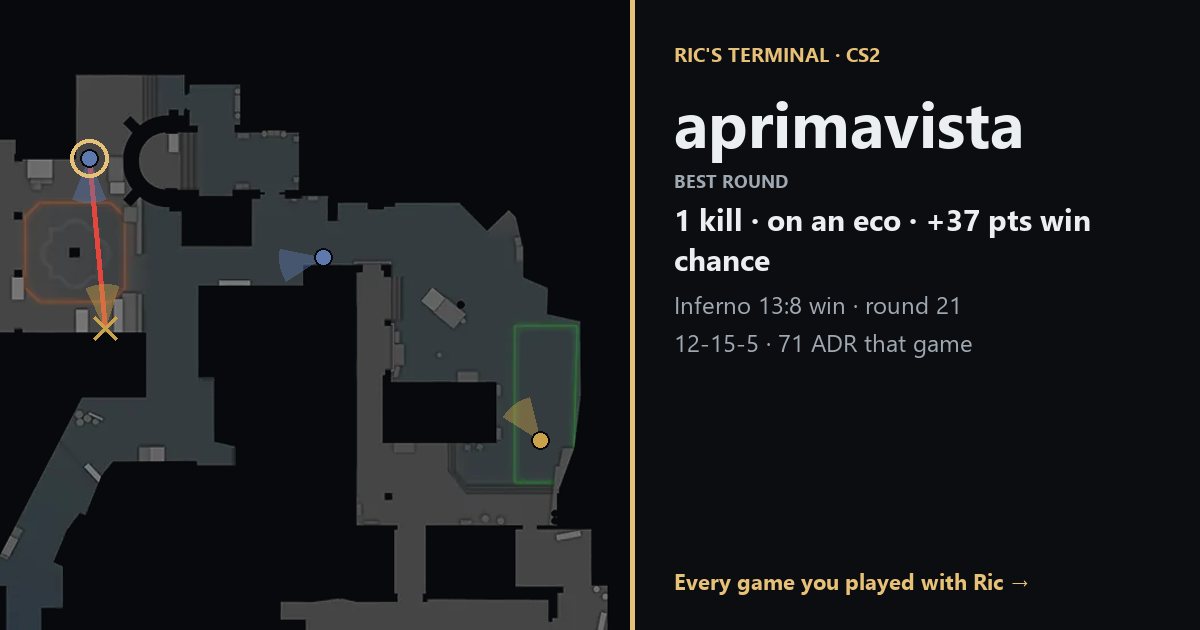 RIC'S TERMINAL · CS2
aprimavista
BEST ROUND
1 kill · on an eco · +37 pts win
chance
Inferno 13:8 win · round 21
12-15-5 · 71 ADR that game
Every game you played with Ric →